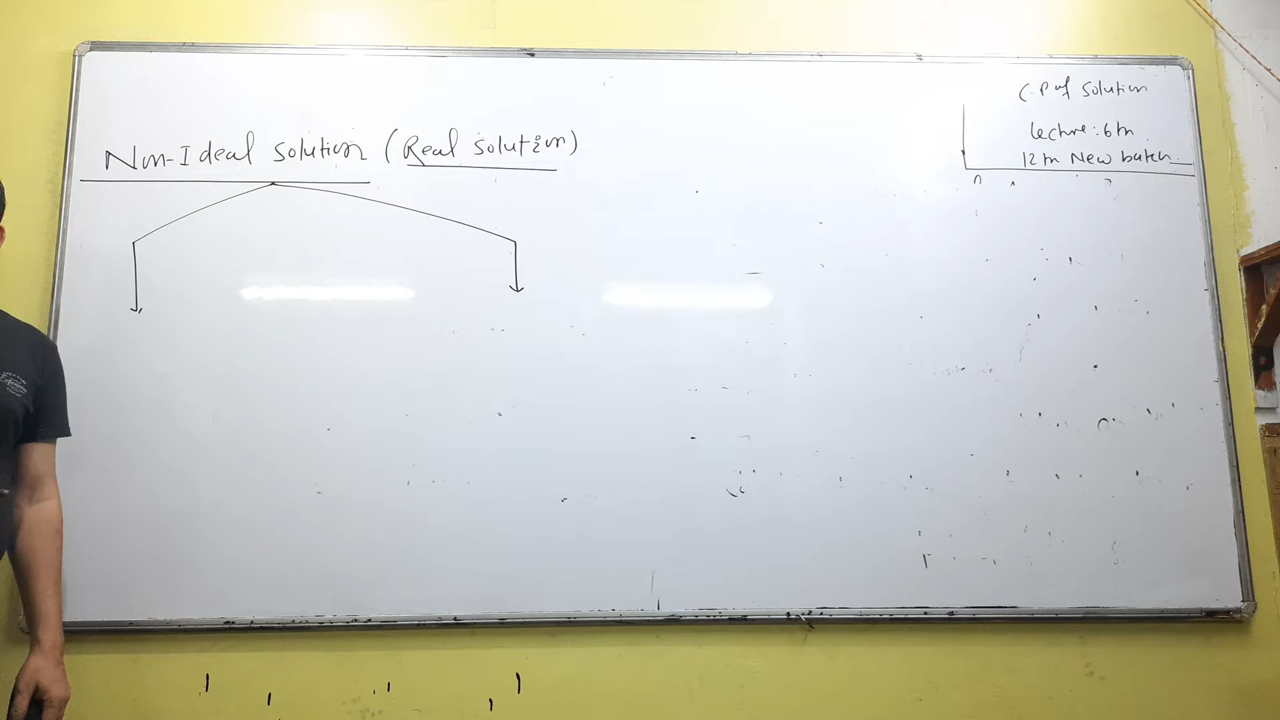 Non-Ideal solution (Real solution)
C.P of Solution
Lecture: 6th
12th New batch